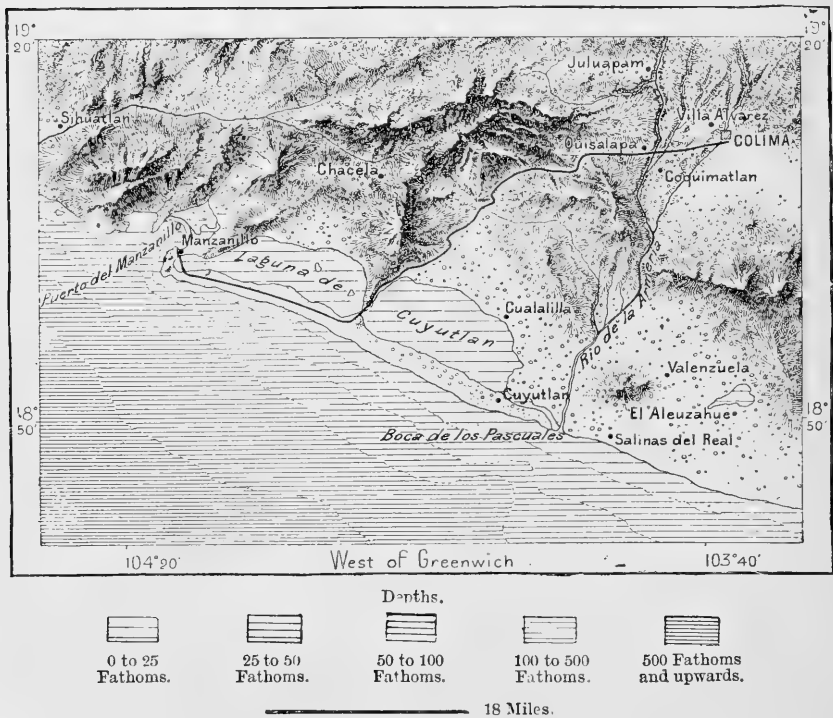 19°
20'
19°
20'
Juluapam
Sihuatlan
Villa Alvarez
Quisalapa
COLIMA
Chacela
Coquimatlan
Manzanillo
Puerto del Manzanillo
Laguna de
Cuyutlan
Cualalilla
Rio de la Armeria
Valenzuela
Cuyutlan
El Aleuzahue
18°
50'
18°
50'
Boca de los Pascuales
Salinas del Real
104°20'
West of Greenwich
103°40'
Depths.
0 to 25 Fathoms.
25 to 50 Fathoms.
50 to 100 Fathoms.
100 to 500 Fathoms.
500 Fathoms and upwards.
18 Miles.